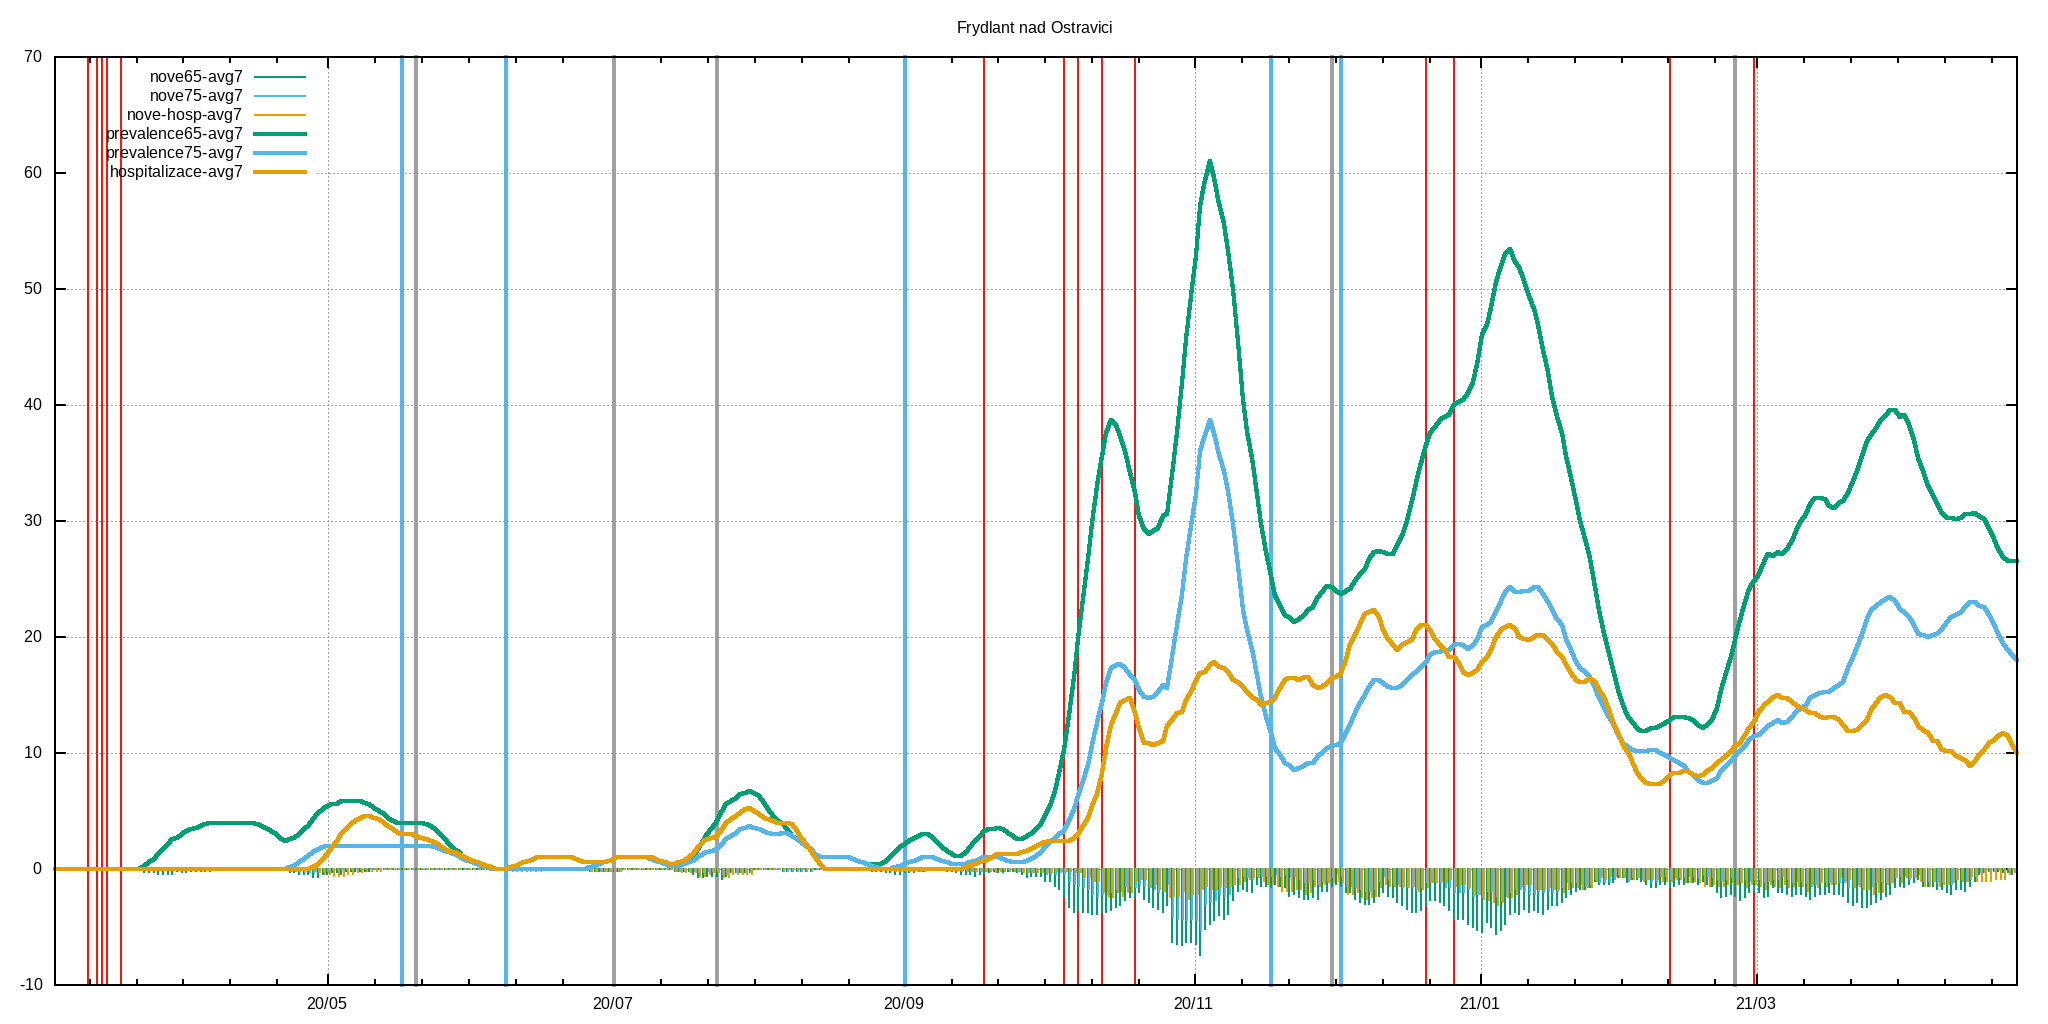 Frydlant nad Ostravici
70
60
50
40
30
20
10
0
-10
nove65-avg7
nove75-avg7
nove-hosp-avg7
prevalence65-avg7
prevalence75-avg7
hospitalizace-avg7
20/05 20/07 20/09 20/11 21/01 21/03